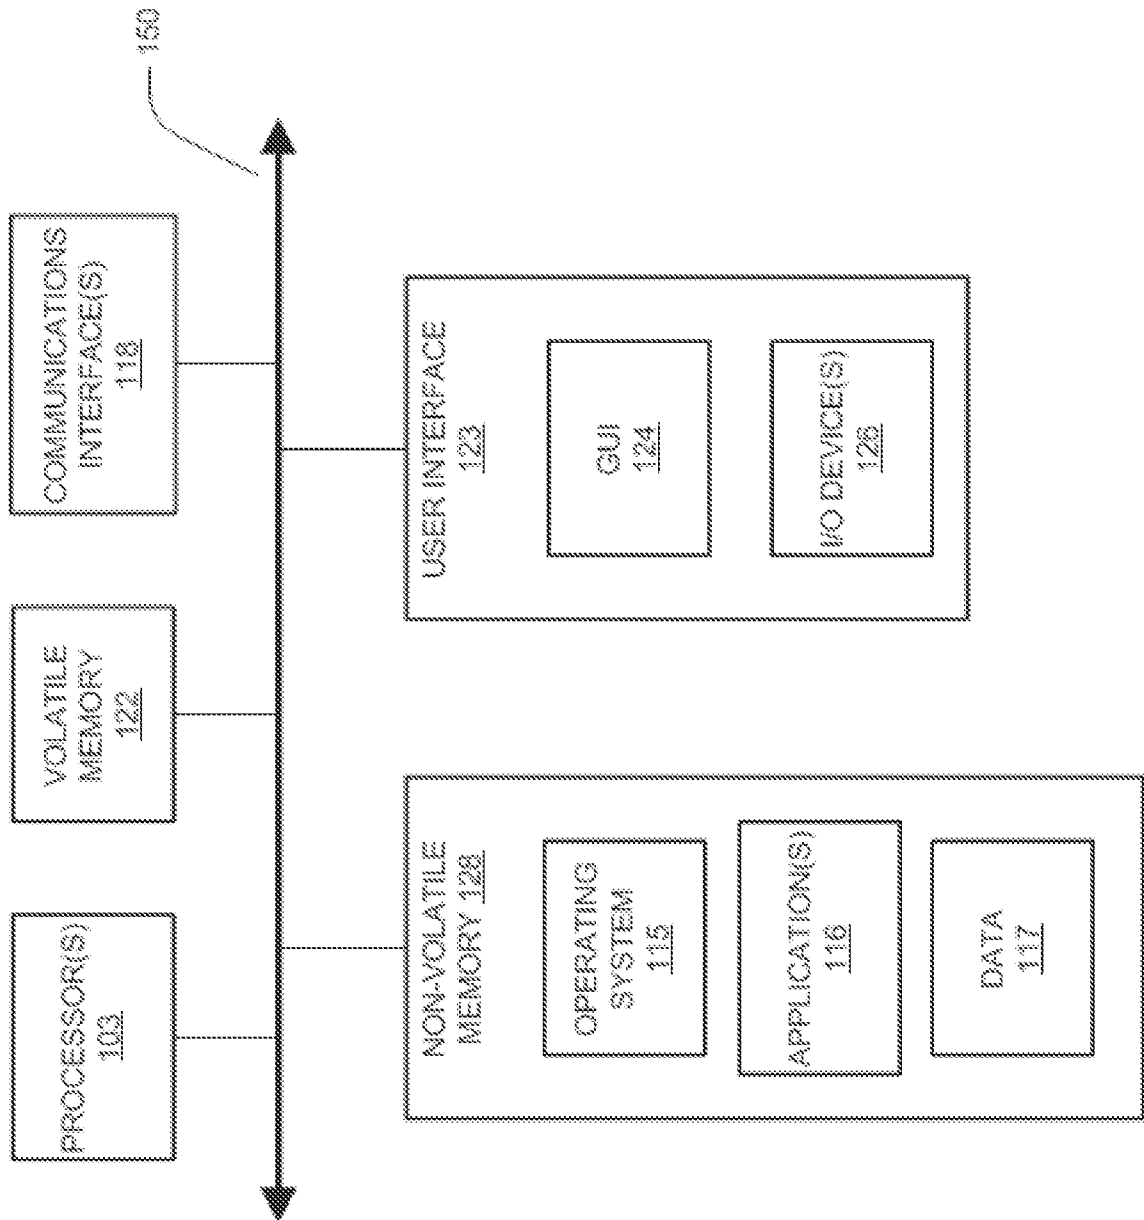 PROCESSOR(S)
103
VOLATILE
MEMORY
122
COMMUNICATIONS
INTERFACE(S)
118
150
NON-VOLATILE
MEMORY 128
OPERATING
SYSTEM
115
APPLICATION(S)
116
DATA
117
USER INTERFACE
123
GUI
124
I/O DEVICE(S)
126